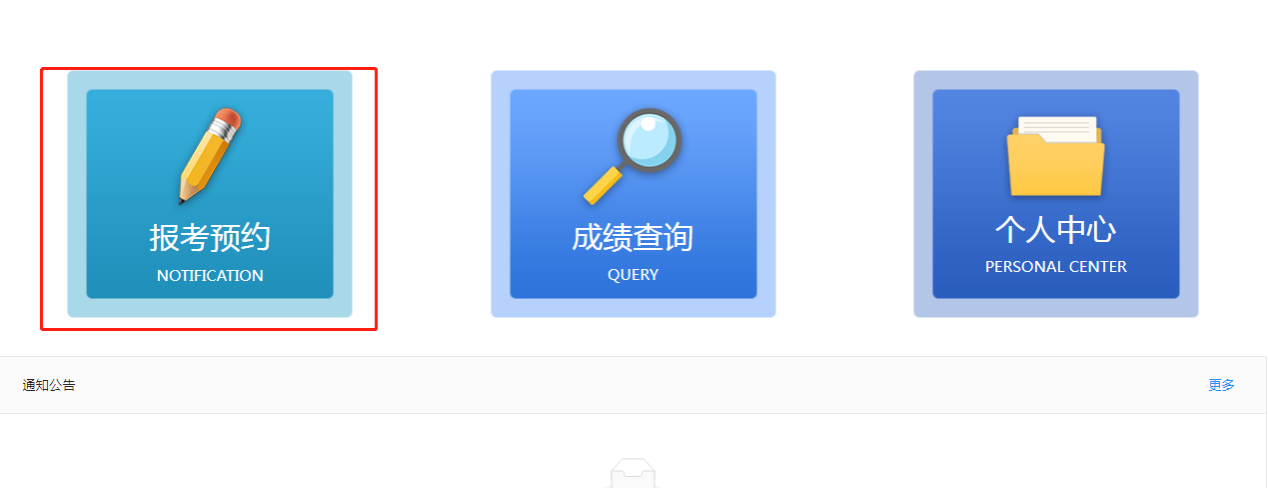 报考预约
NOTIFICATION
成绩查询
QUERY
个人中心
PERSONAL CENTER
通知公告
更多